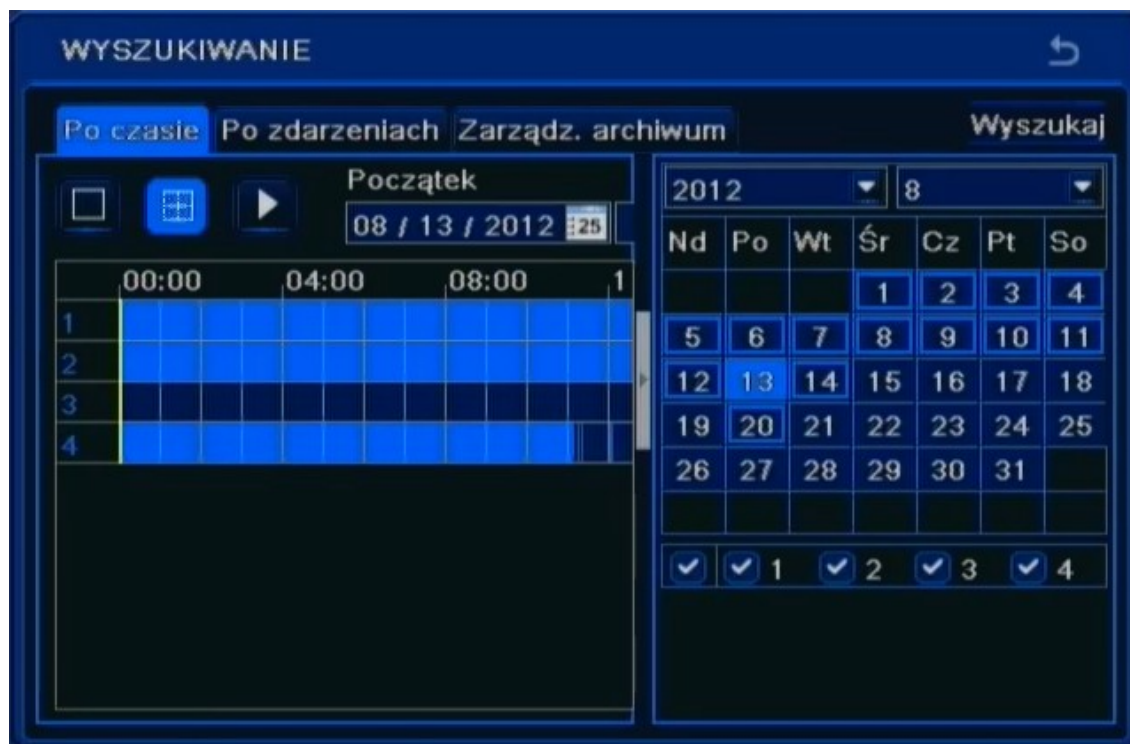 WYSZUKIWANIE
Po czasie Po zdarzeniach Zarządz. archiwum Wyszukaj
Początek
08 / 13 / 2012 25
00:00 04:00 08:00 1
1
2
3
4
2012 8
Nd Po Wt Śr Cz Pt So
1 2 3 4
5 6 7 8 9 10 11
12 13 14 15 16 17 18
19 20 21 22 23 24 25
26 27 28 29 30 31
1 2 3 4